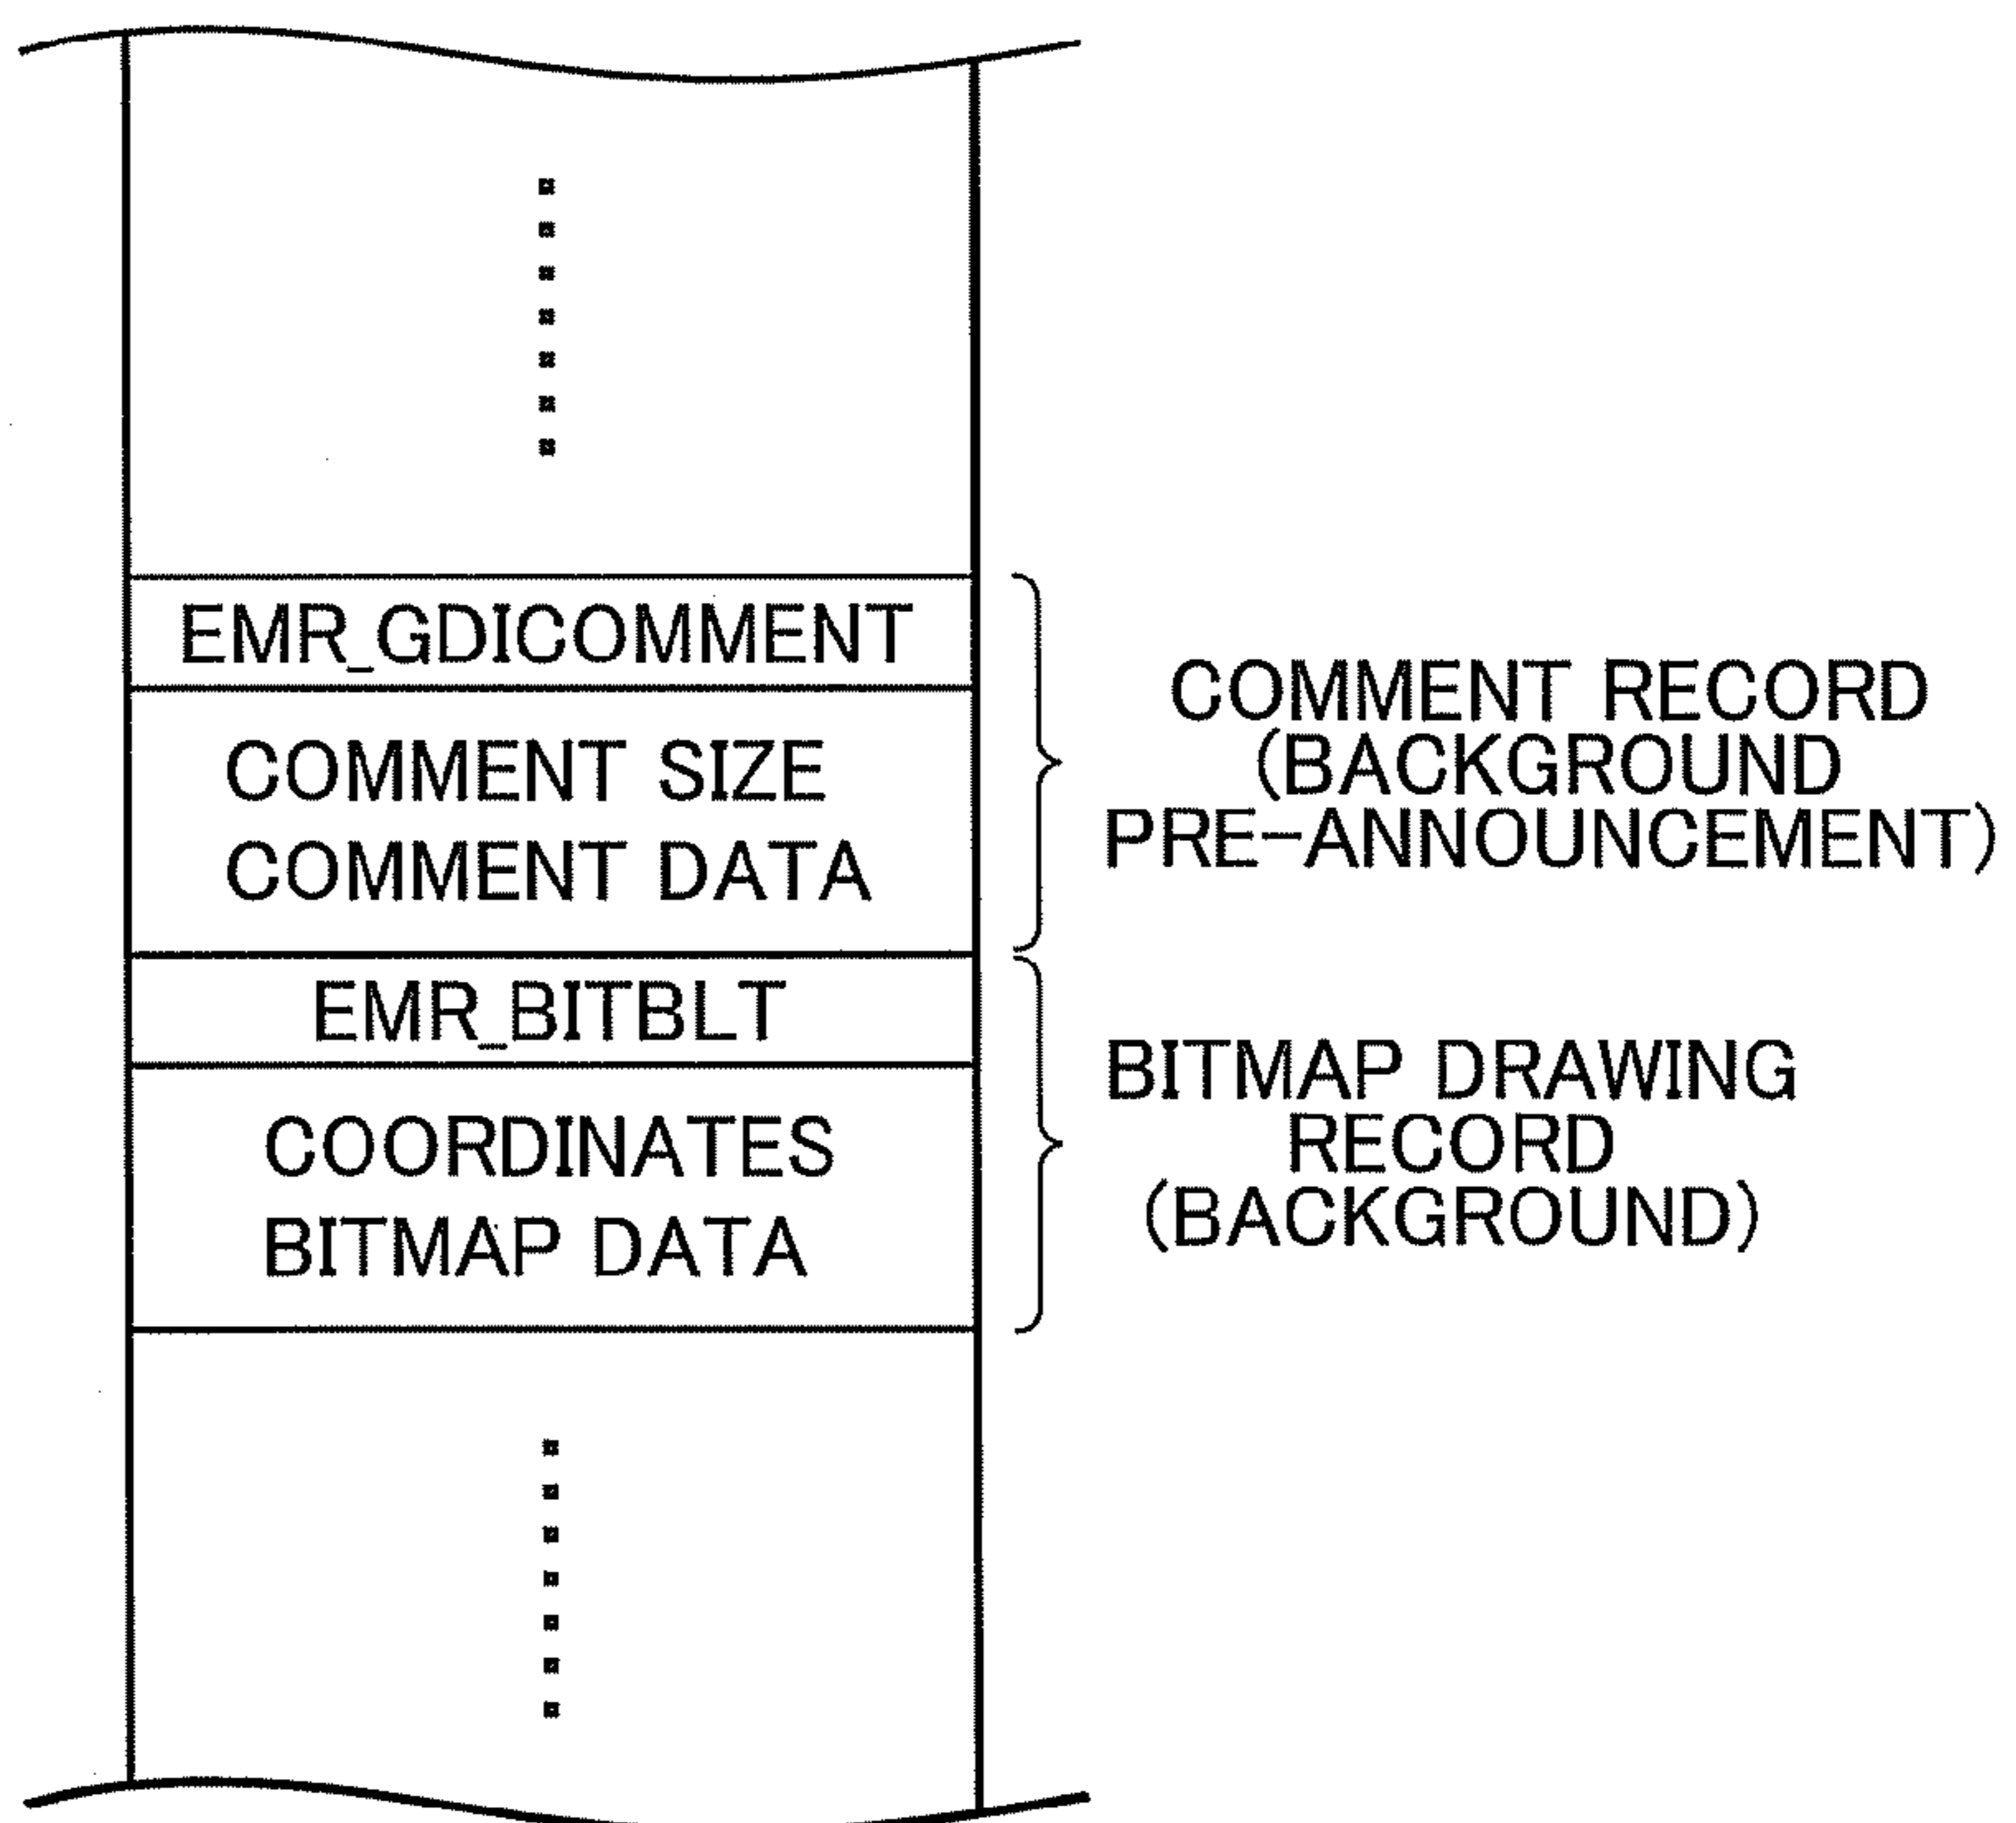 EMR_GDICOMMENT
COMMENT SIZE
COMMENT DATA
COMMENT RECORD
(BACKGROUND
PRE-ANNOUNCEMENT)
EMR_BITBLT
COORDINATES
BITMAP DATA
BITMAP DRAWING
RECORD
(BACKGROUND)